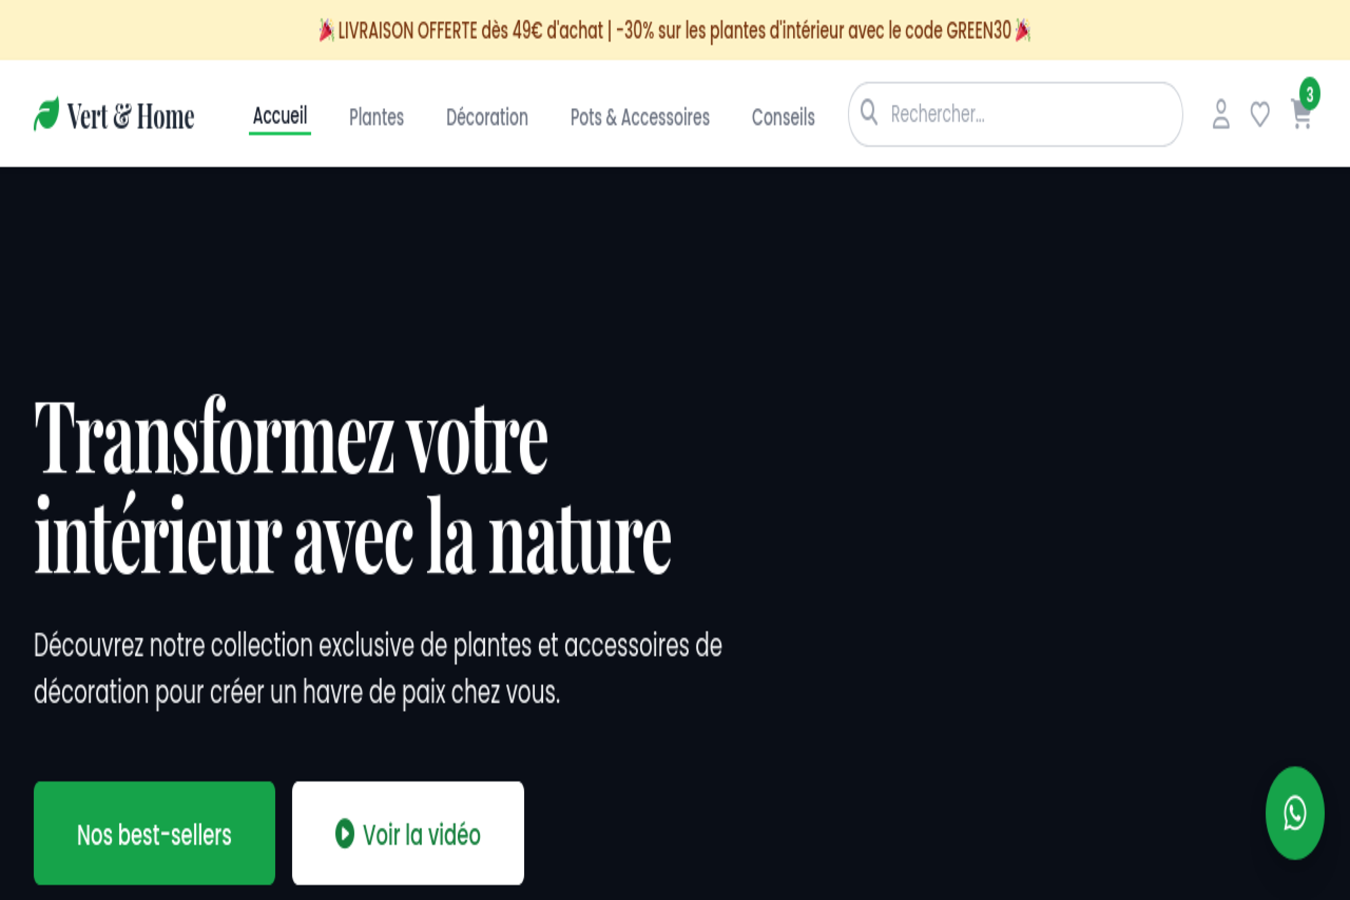 🎉 LIVRAISON OFFERTE dès 49€ d'achat | -30% sur les plantes d'intérieur avec le code GREEN30 🎉
Vert & Home
Accueil
Plantes
Décoration
Pots & Accessoires
Conseils
Rechercher...
3
Transformez votre
intérieur avec la nature
Découvrez notre collection exclusive de plantes et accessoires de
décoration pour créer un havre de paix chez vous.
Nos best-sellers
Voir la vidéo